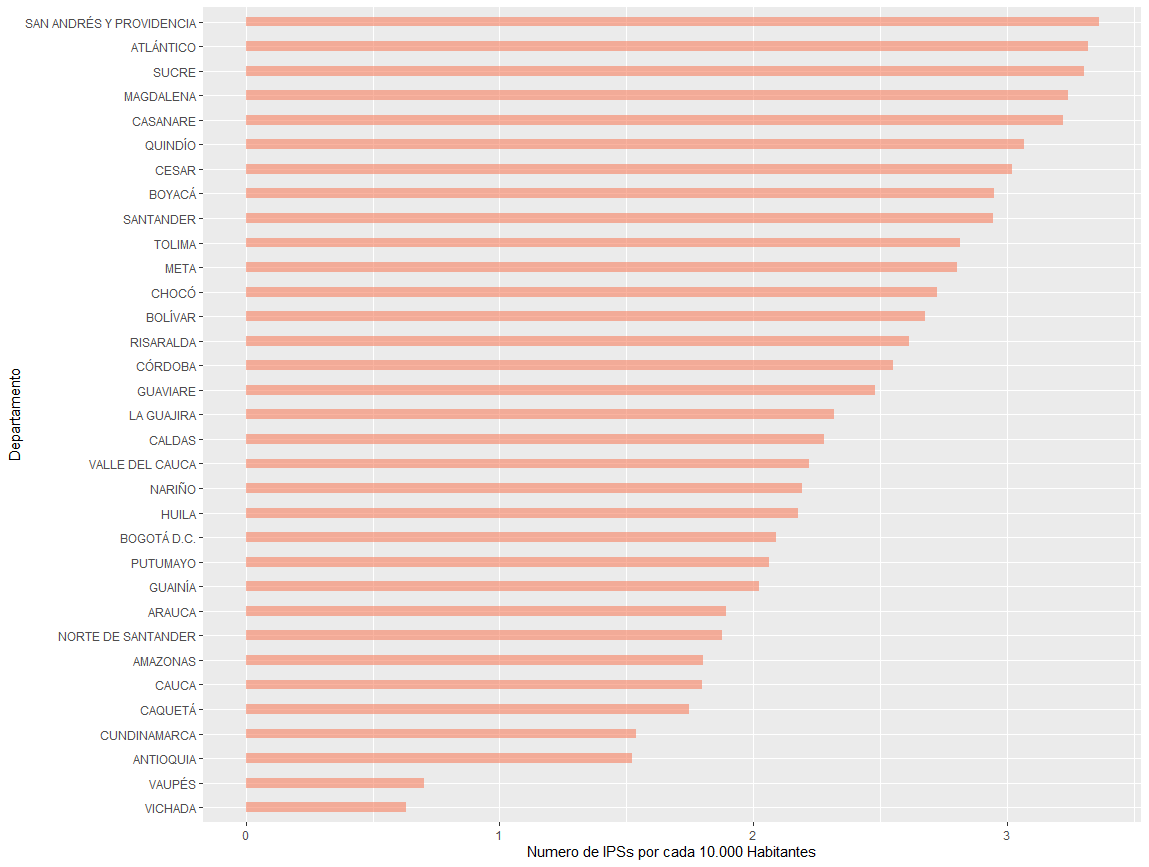 SAN ANDRÉS Y PROVIDENCIA
ATLÁNTICO
SUCRE
MAGDALENA
CASANARE
QUINDÍO
CESAR
BOYACÁ
SANTANDER
TOLIMA
META
CHOCÓ
BOLÍVAR
RISARALDA
CÓRDOBA
GUAVIARE
LA GUAJIRA
CALDAS
VALLE DEL CAUCA
NARIÑO
HUILA
BOGOTÁ D.C.
PUTUMAYO
GUAINÍA
ARAUCA
NORTE DE SANTANDER
AMAZONAS
CAUCA
CAQUETÁ
CUNDINAMARCA
ANTIOQUIA
VAUPÉS
VICHADA
Departamento
0 1 2 3
Numero de IPSs por cada 10.000 Habitantes